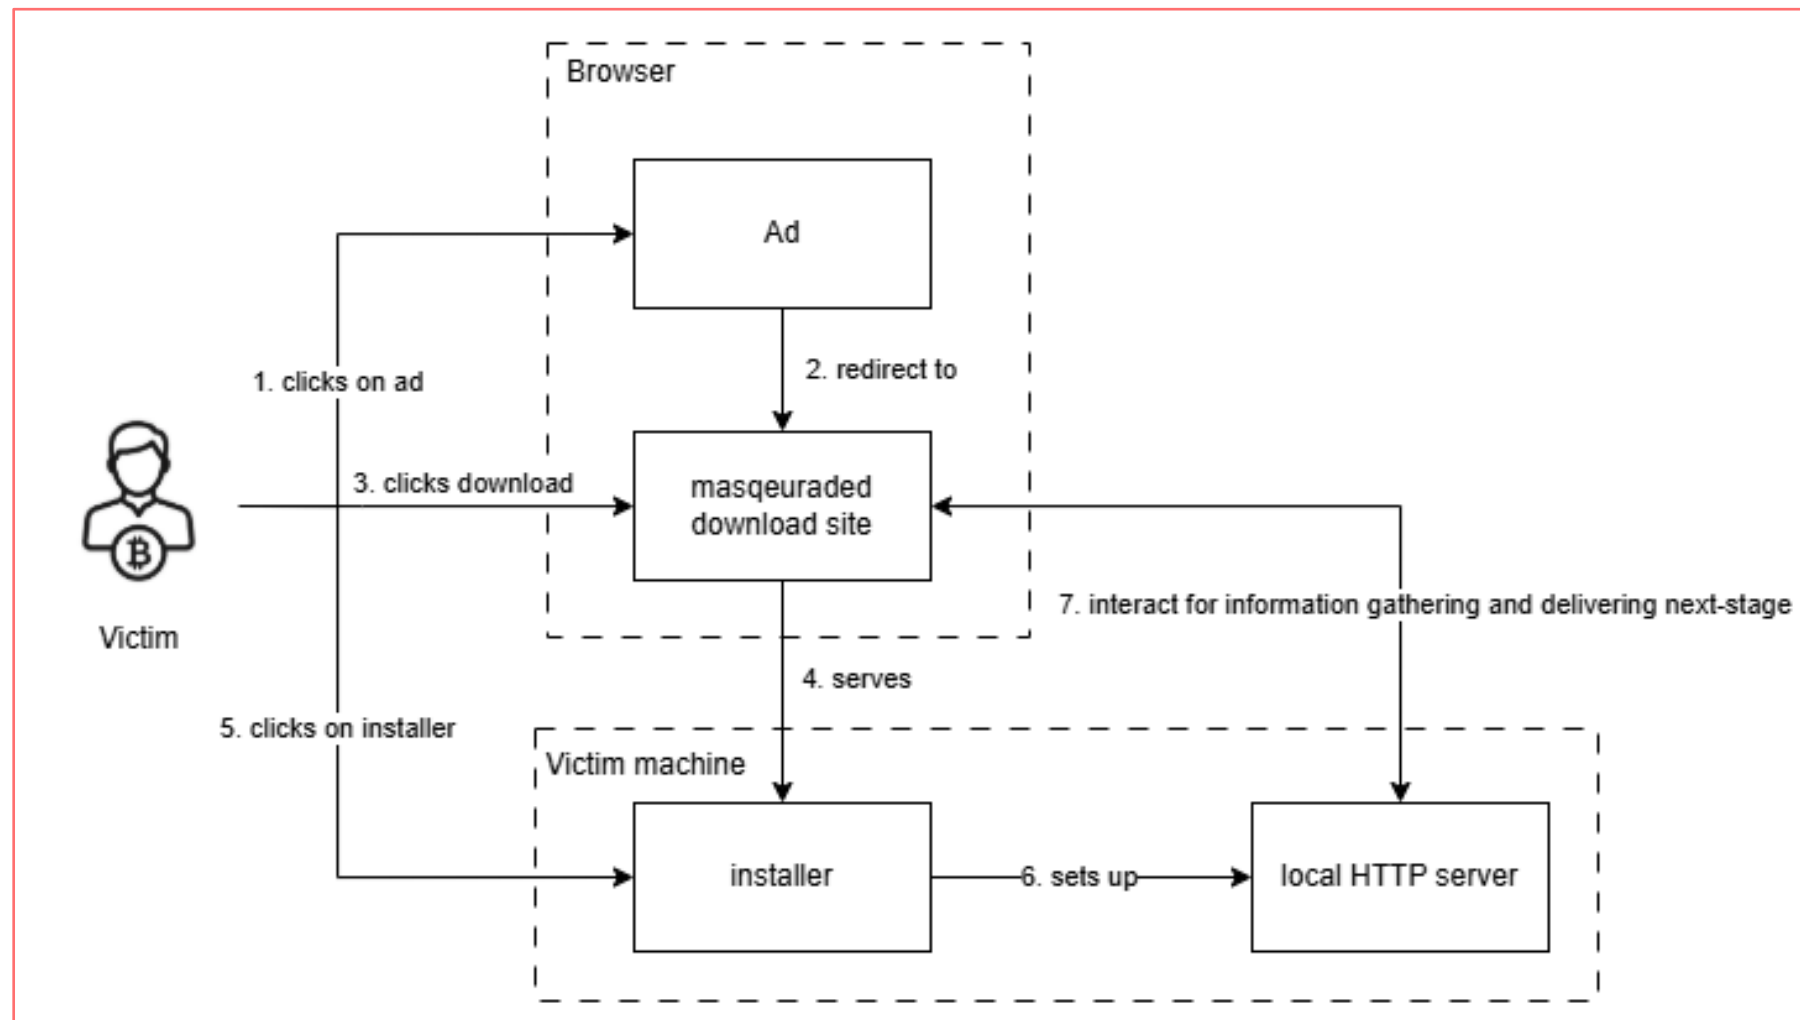 Browser
Ad
1. clicks on ad
2. redirect to
3. clicks download
masqeuraded
download site
Victim
7. interact for information gathering and delivering next-stage
4. serves
5. clicks on installer
Victim machine
installer
6. sets up
local HTTP server